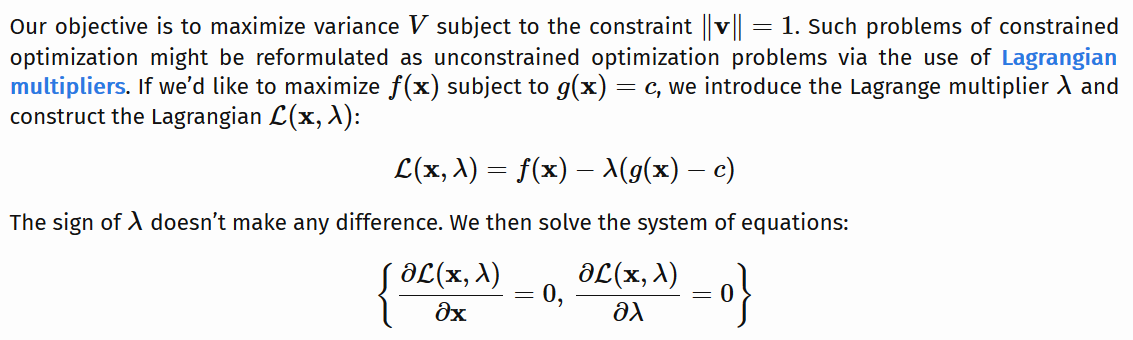 Our objective is to maximize variance V subject to the constraint ‖v‖ = 1. Such problems of constrained
optimization might be reformulated as unconstrained optimization problems via the use of Lagrangian
multipliers. If we'd like to maximize f(x) subject to g(x) = c, we introduce the Lagrange multiplier λ and
construct the Lagrangian ℒ(x, λ):
ℒ(x, λ) = f(x) − λ(g(x) − c)
The sign of λ doesn't make any difference. We then solve the system of equations:
{∂ℒ(x, λ)/∂x = 0, ∂ℒ(x, λ)/∂λ = 0}